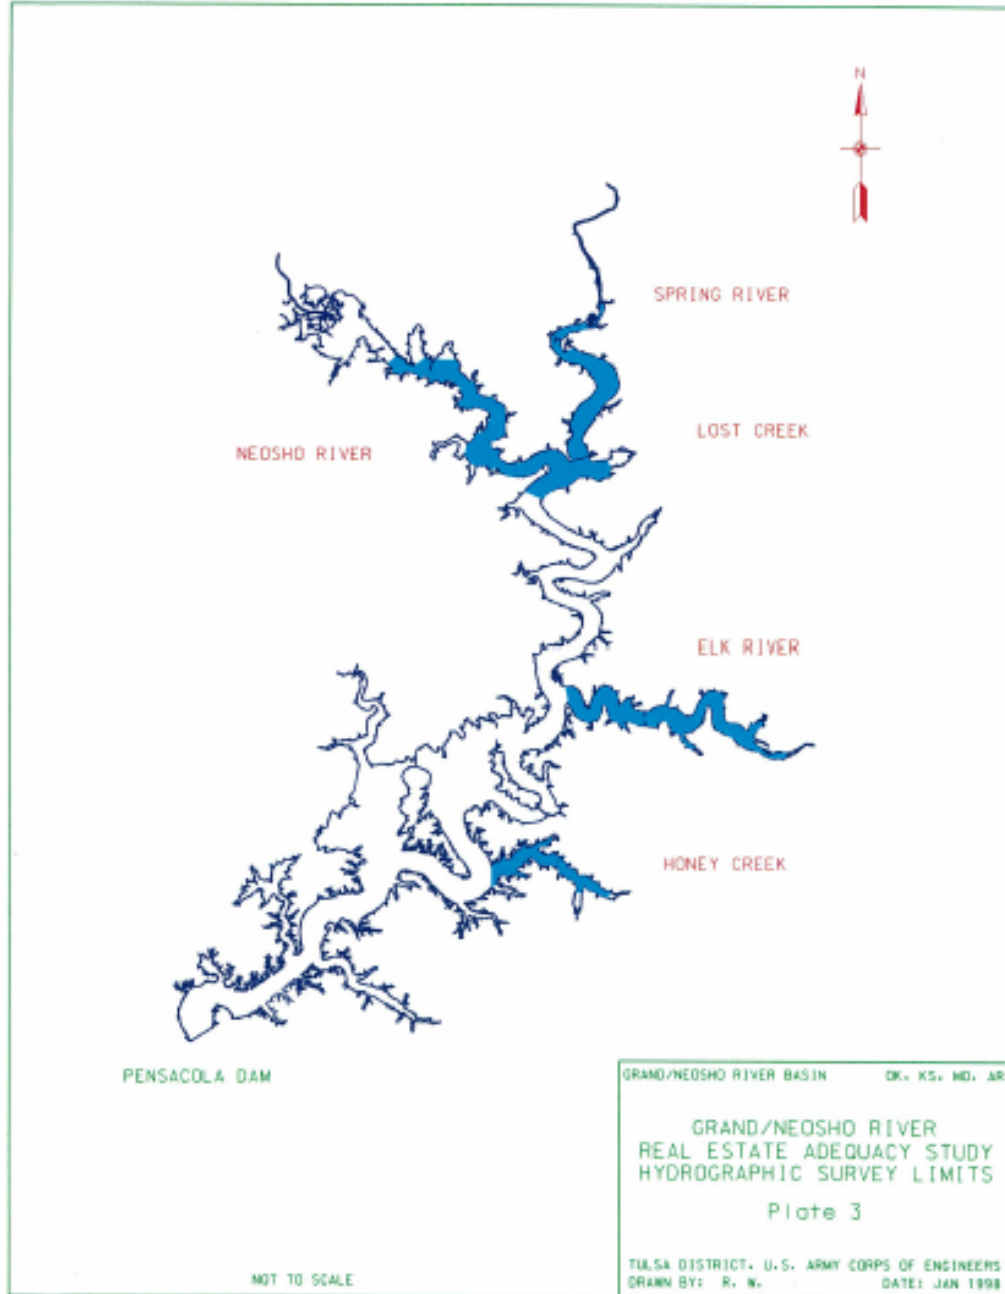 N
SPRING RIVER
LOST CREEK
NEOSHO RIVER
ELK RIVER
HONEY CREEK
PENSACOLA DAM
GRAND/NEOSHO RIVER BASIN OK. KS. MO. AR
GRAND/NEOSHO RIVER
REAL ESTATE ADEQUACY STUDY
HYDROGRAPHIC SURVEY LIMITS
Plate 3
NOT TO SCALE
TULSA DISTRICT. U.S. ARMY CORPS OF ENGINEERS
DRAWN BY: R. W. DATE: JAN 1998